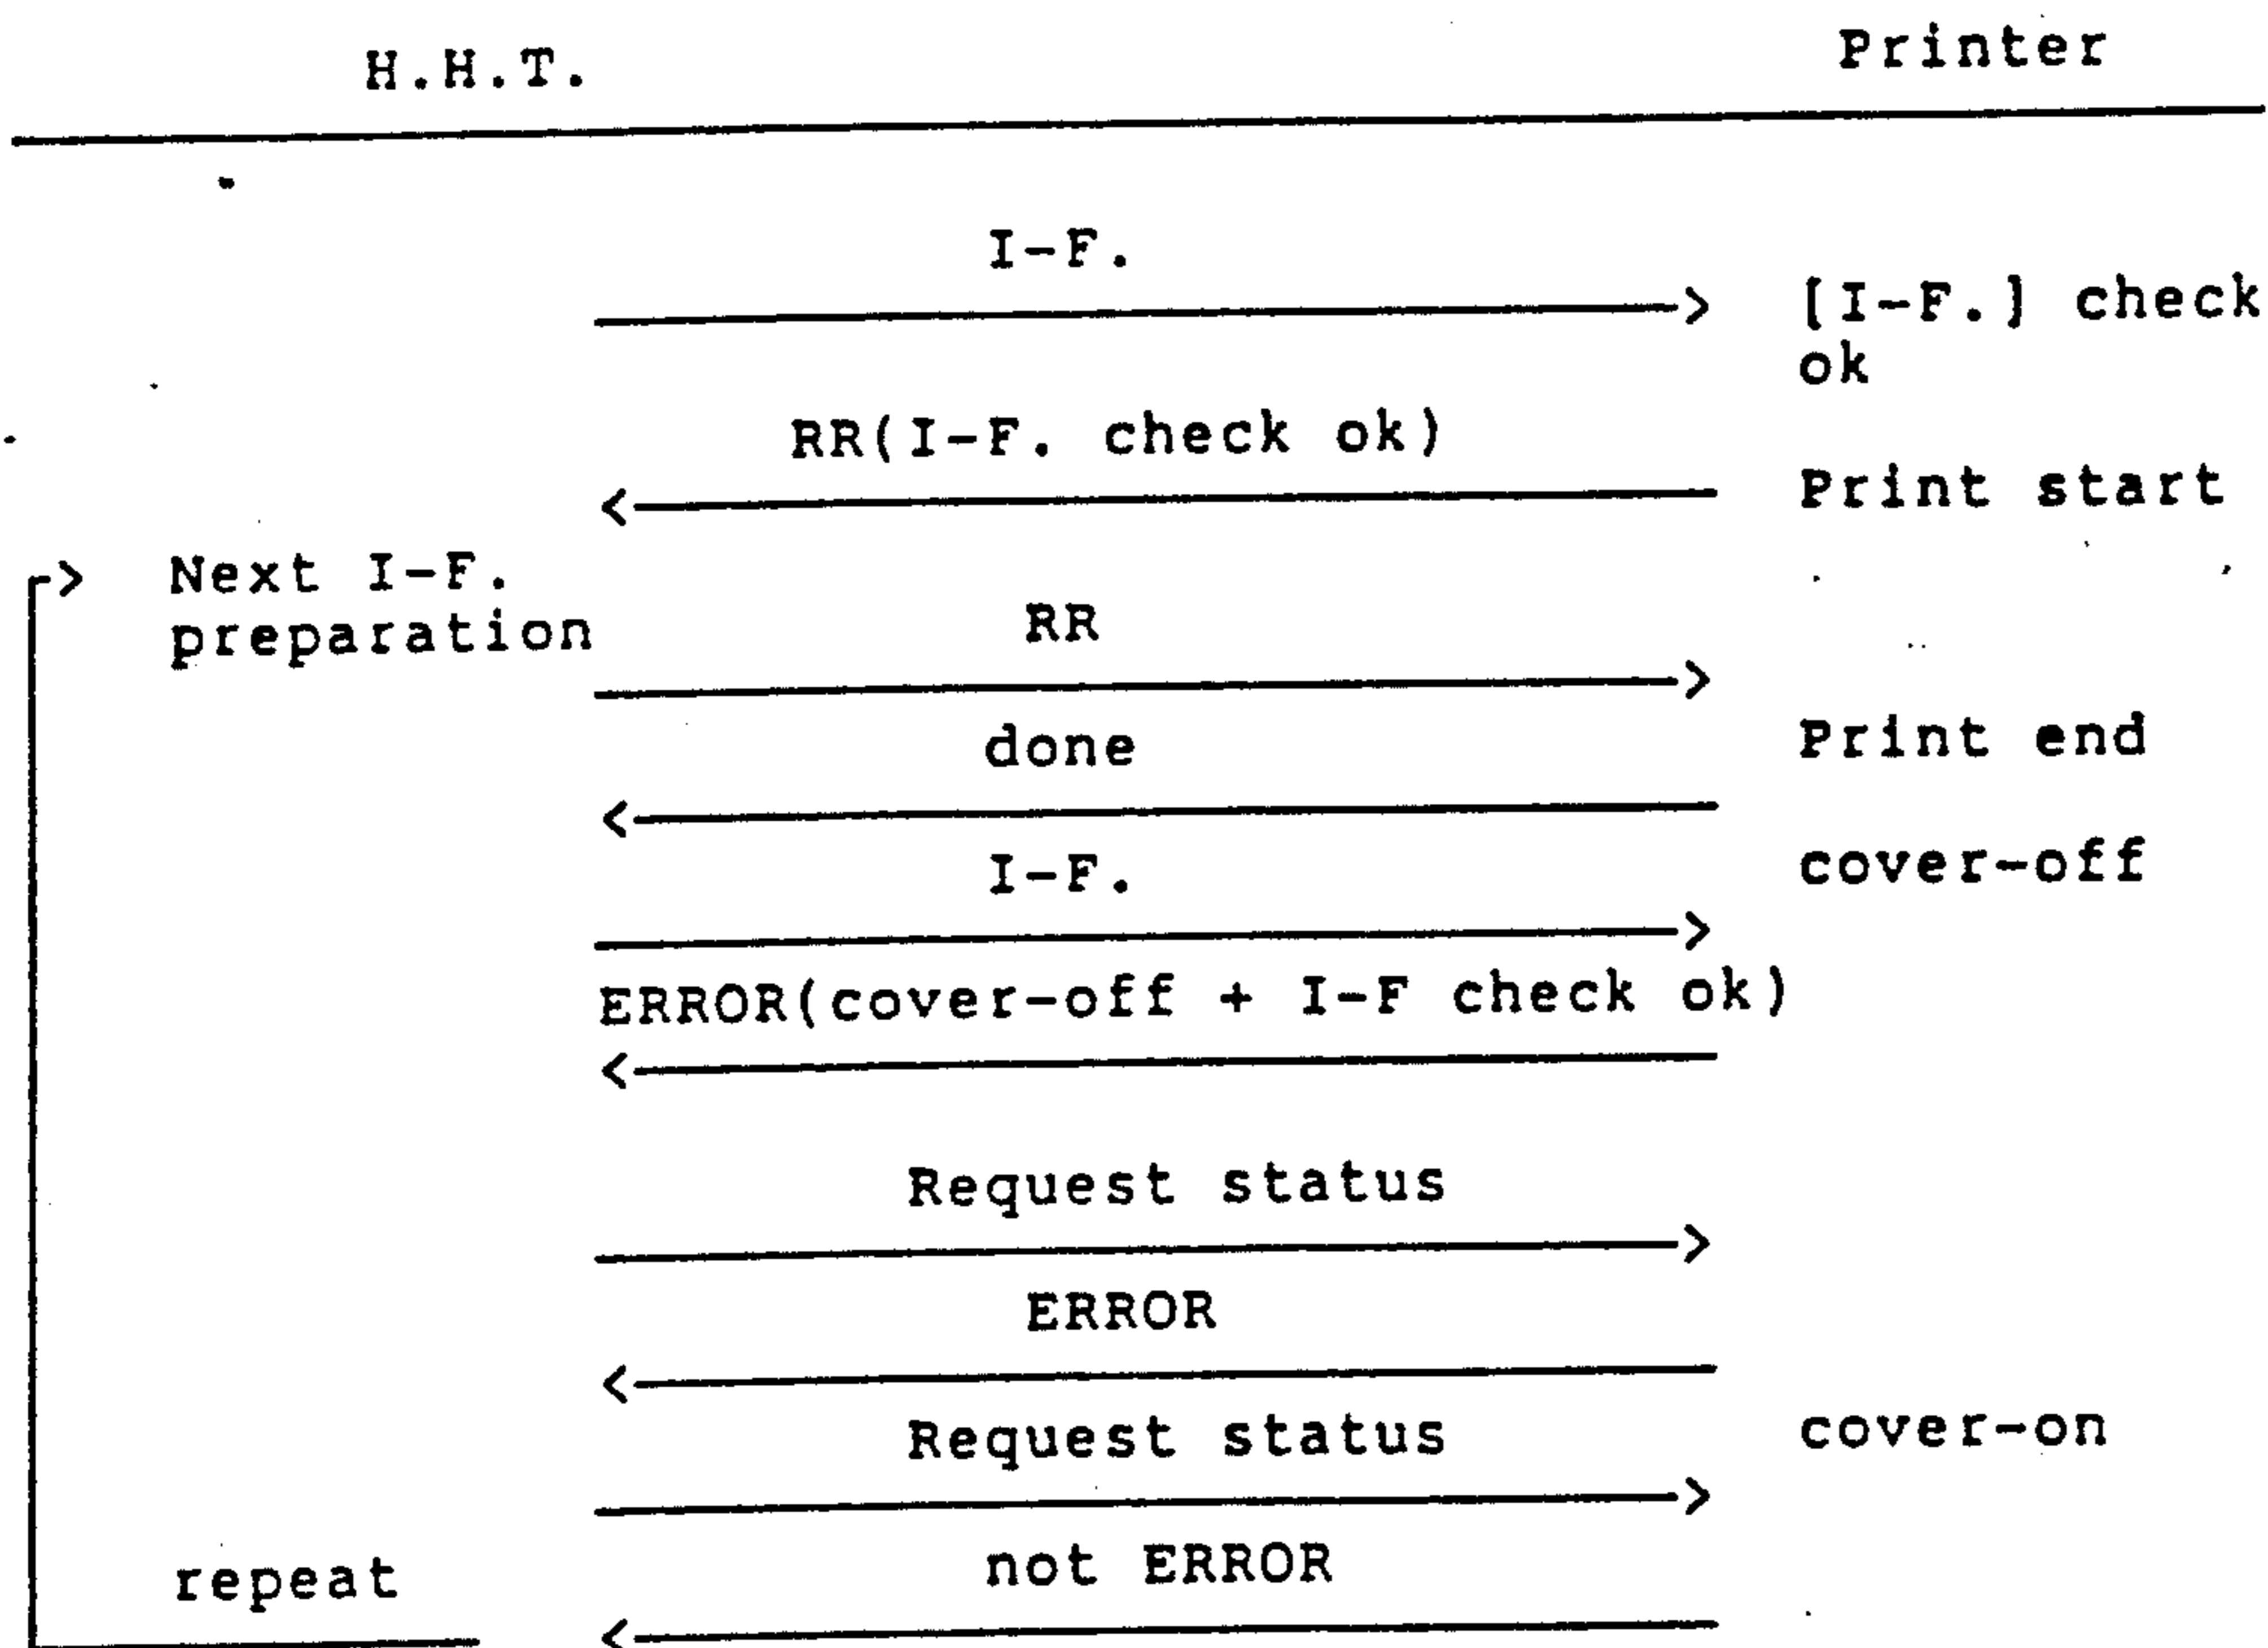 H.H.T. Printer
I-F.
[I-F.] check
ok
RR(I-F. check ok)
Print start
Next I-F.
preparation
RR
done
Print end
I-F.
cover-off
ERROR(cover-off + I-F check ok)
Request status
ERROR
Request status
cover-on
not ERROR
repeat